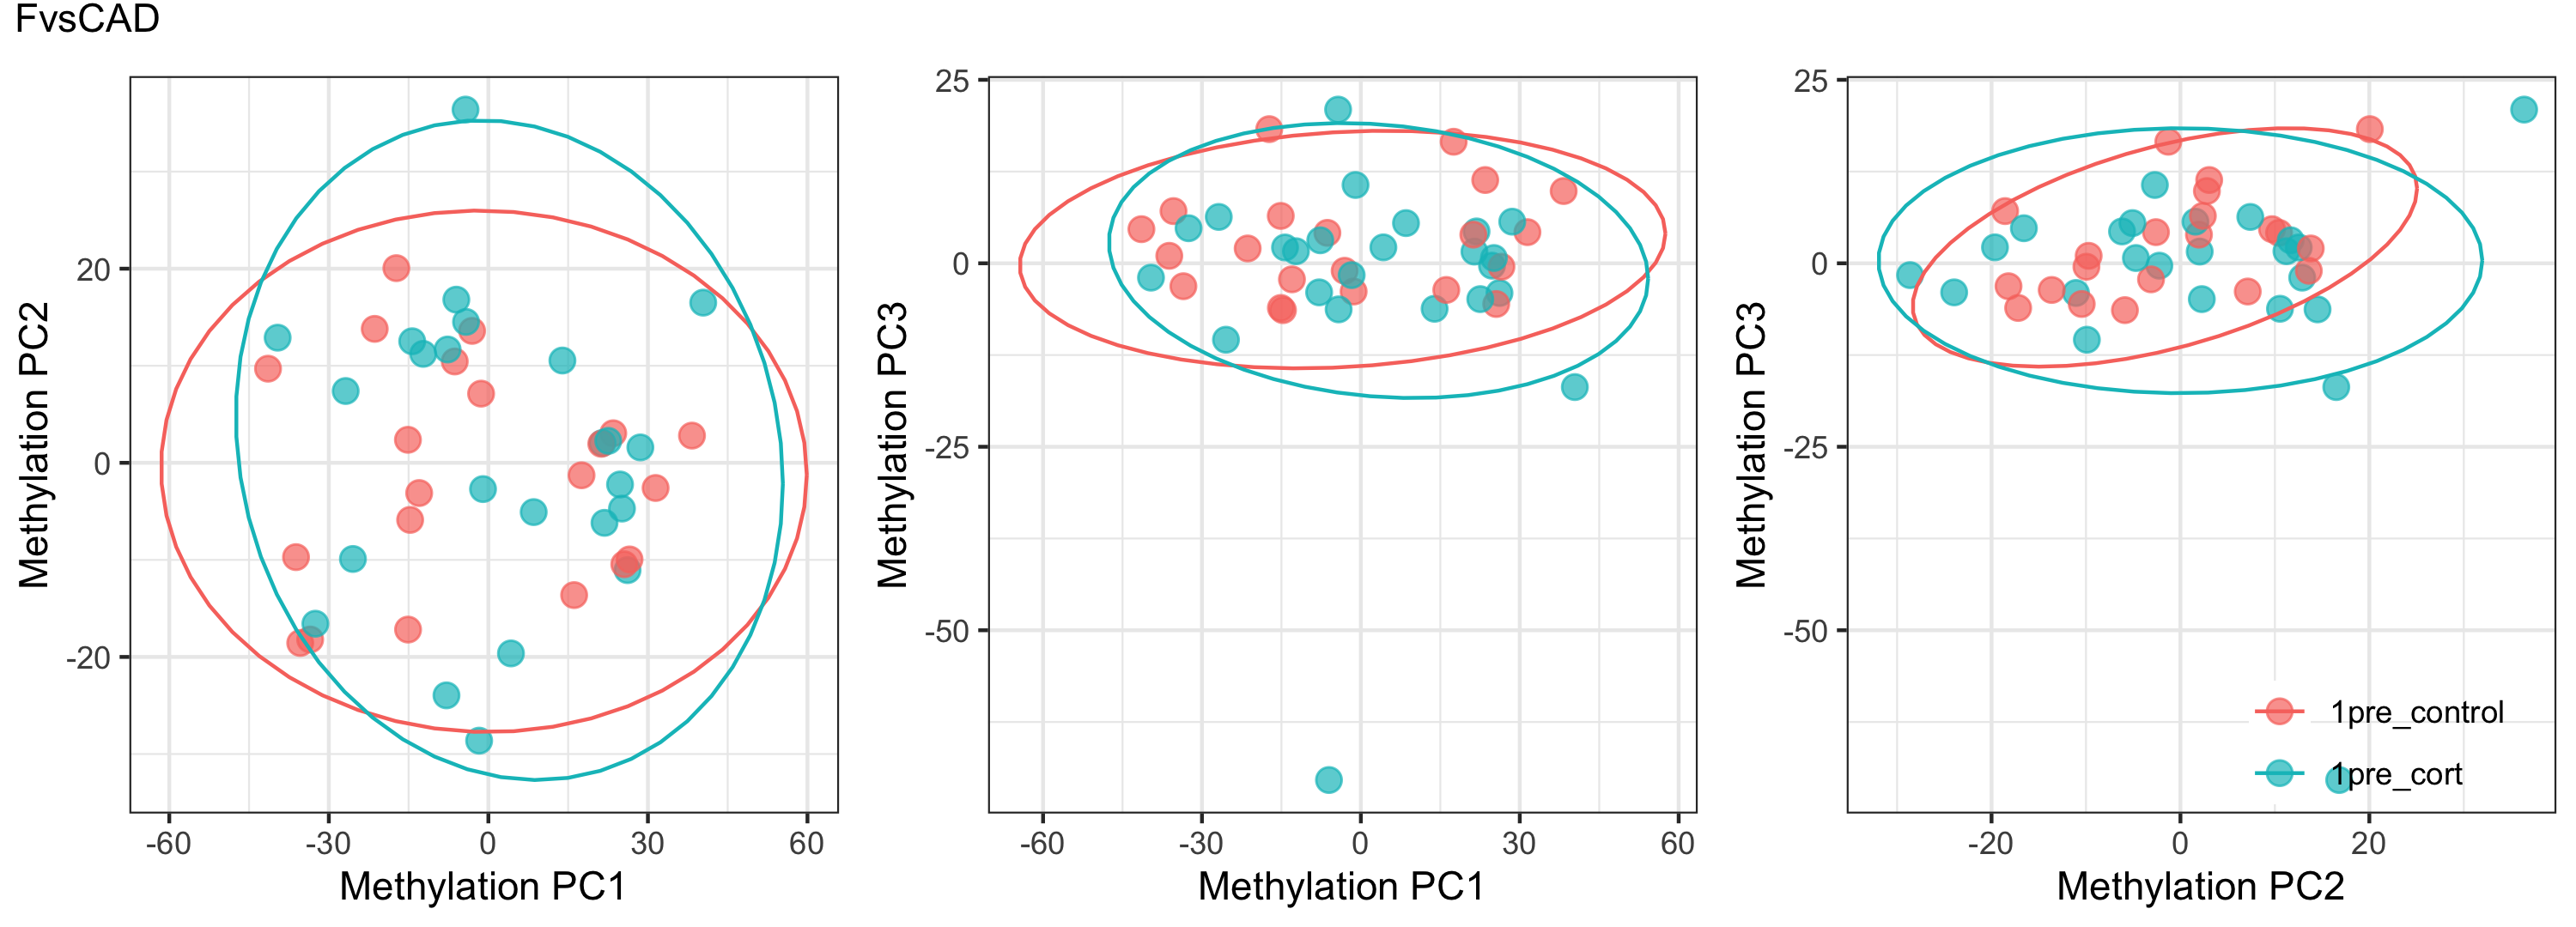 FvsCAD
Methylation PC2
20
0
-20
-60 -30 0 30 60
Methylation PC1
Methylation PC3
25
0
-25
-50
-60 -30 0 30 60
Methylation PC1
Methylation PC3
25
0
-25
-50
1pre_control
1pre_cort
-20 0 20
Methylation PC2